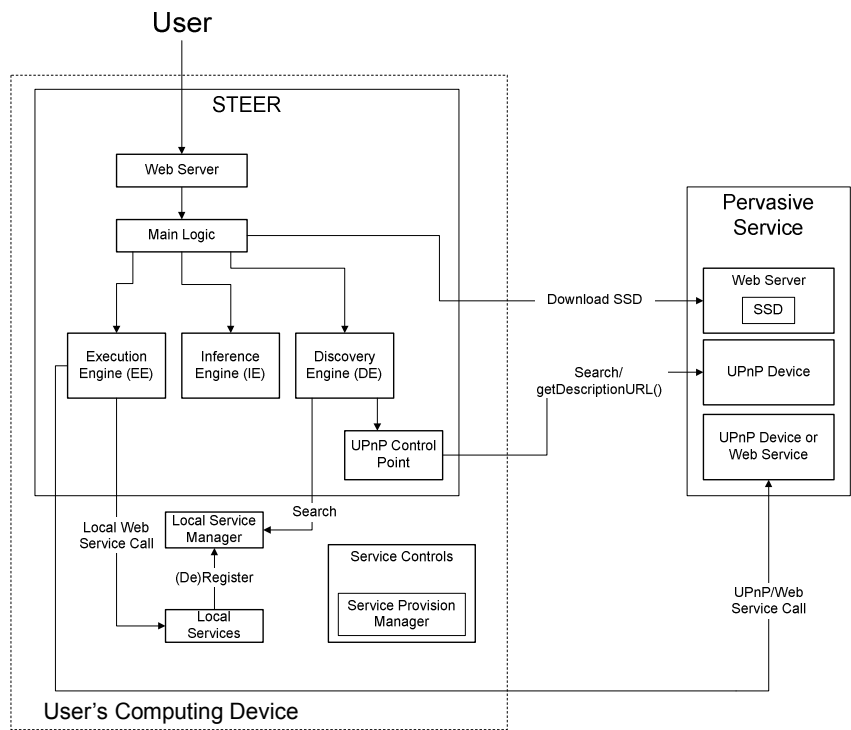 User
STEER
Web Server
Main Logic
Execution
Engine (EE)
Inference
Engine (IE)
Discovery
Engine (DE)
UPnP Control
Point
Download SSD
Search/
getDescriptionURL()
Pervasive
Service
Web Server
SSD
UPnP Device
UPnP Device or
Web Service
Local Web
Service Call
Local Service
Manager
Search
(De)Register
Local
Services
Service Controls
Service Provision
Manager
UPnP/Web
Service Call
User's Computing Device